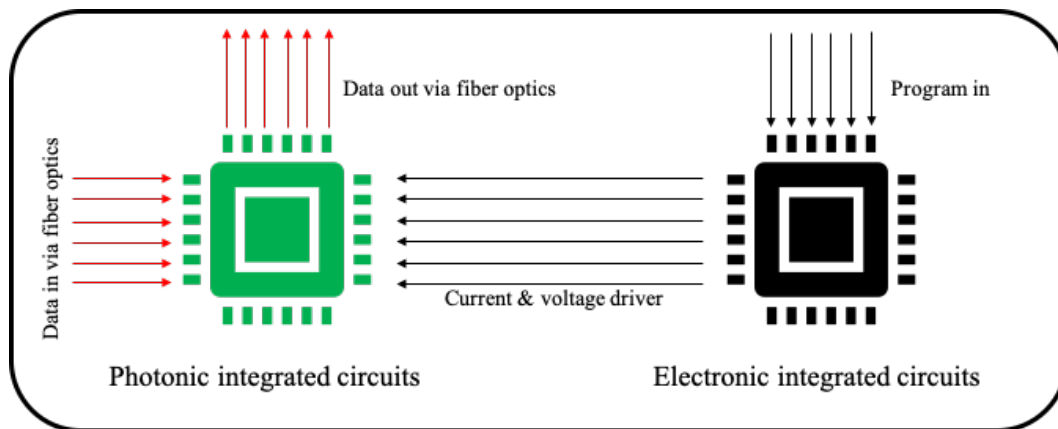 Data out via fiber optics
Program in
Data in via fiber optics
Current & voltage driver
Photonic integrated circuits
Electronic integrated circuits